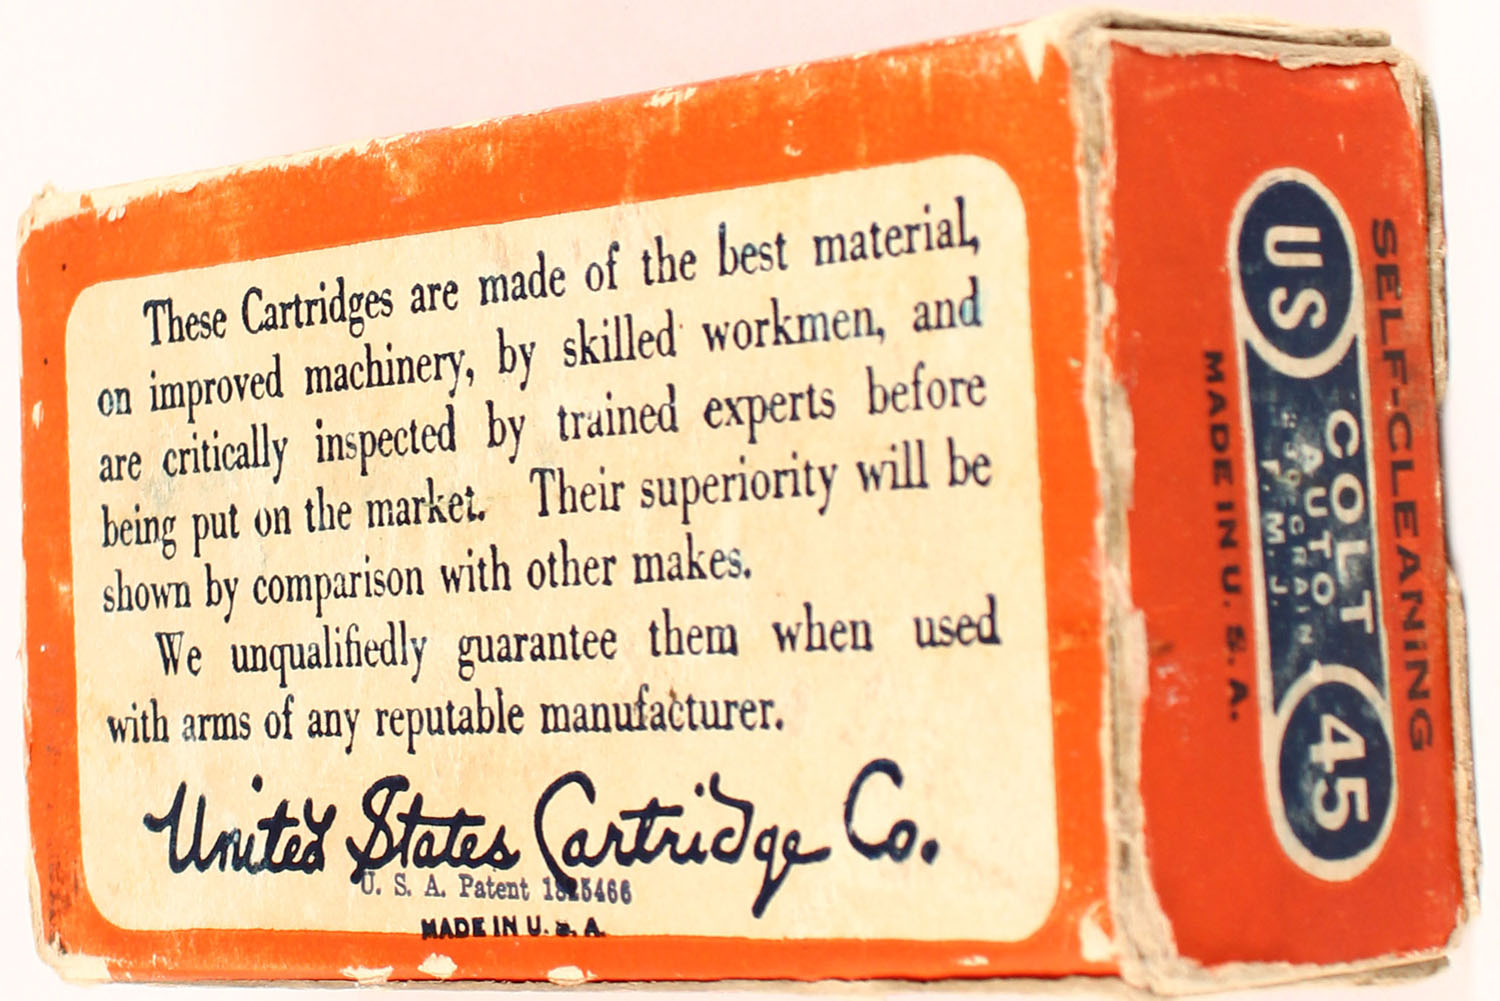 These Cartridges are made of the best material,
on improved machinery, by skilled workmen, and
are critically inspected by trained experts before
being put on the market. Their superiority will be
shown by comparison with other makes.
We unqualifiedly guarantee them when used
with arms of any reputable manufacturer.
United States Cartridge Co.
U. S. A. Patent
MADE IN U. S. A.
SELF-CLEANING
US
COLT
AUTO
GRAIN
F. M. J.
45
MADE IN U. S. A.